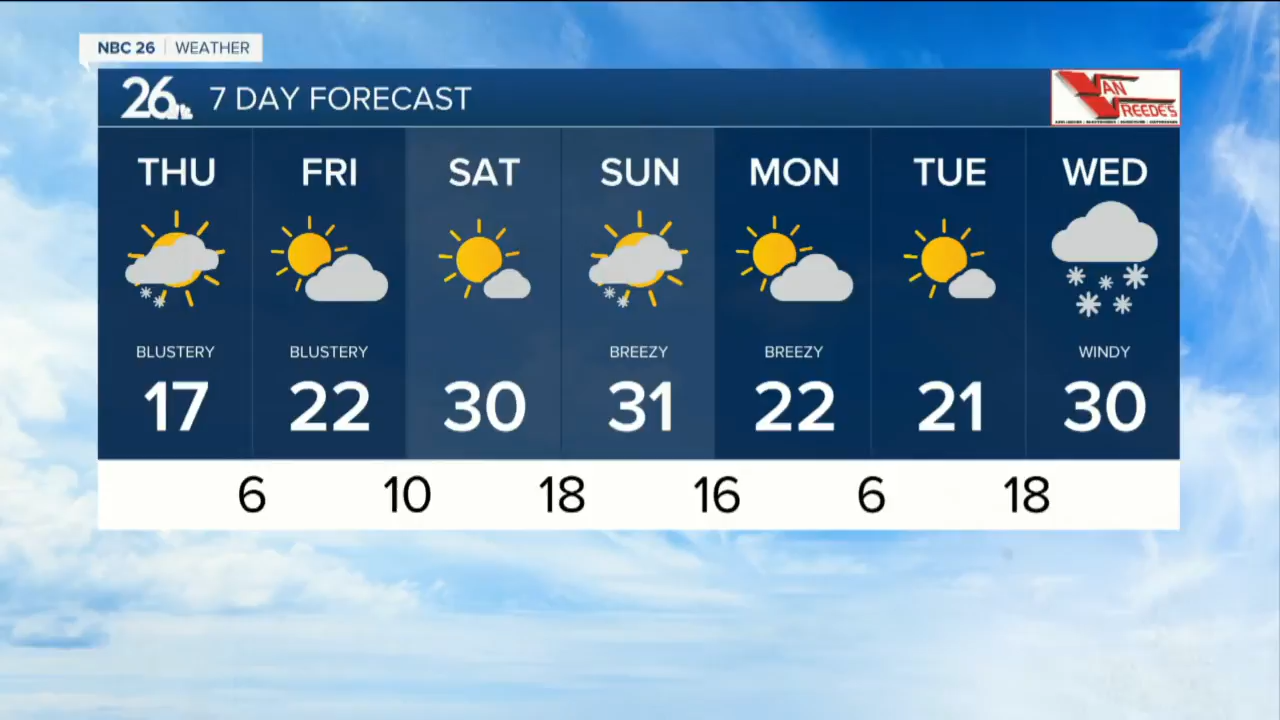 NBC 26 | WEATHER
26 7 DAY FORECAST
VAN VREEDE'S
THU FRI SAT SUN MON TUE WED
BLUSTERY BLUSTERY BREEZY BREEZY WINDY
17 22 30 31 22 21 30
6 10 18 16 6 18